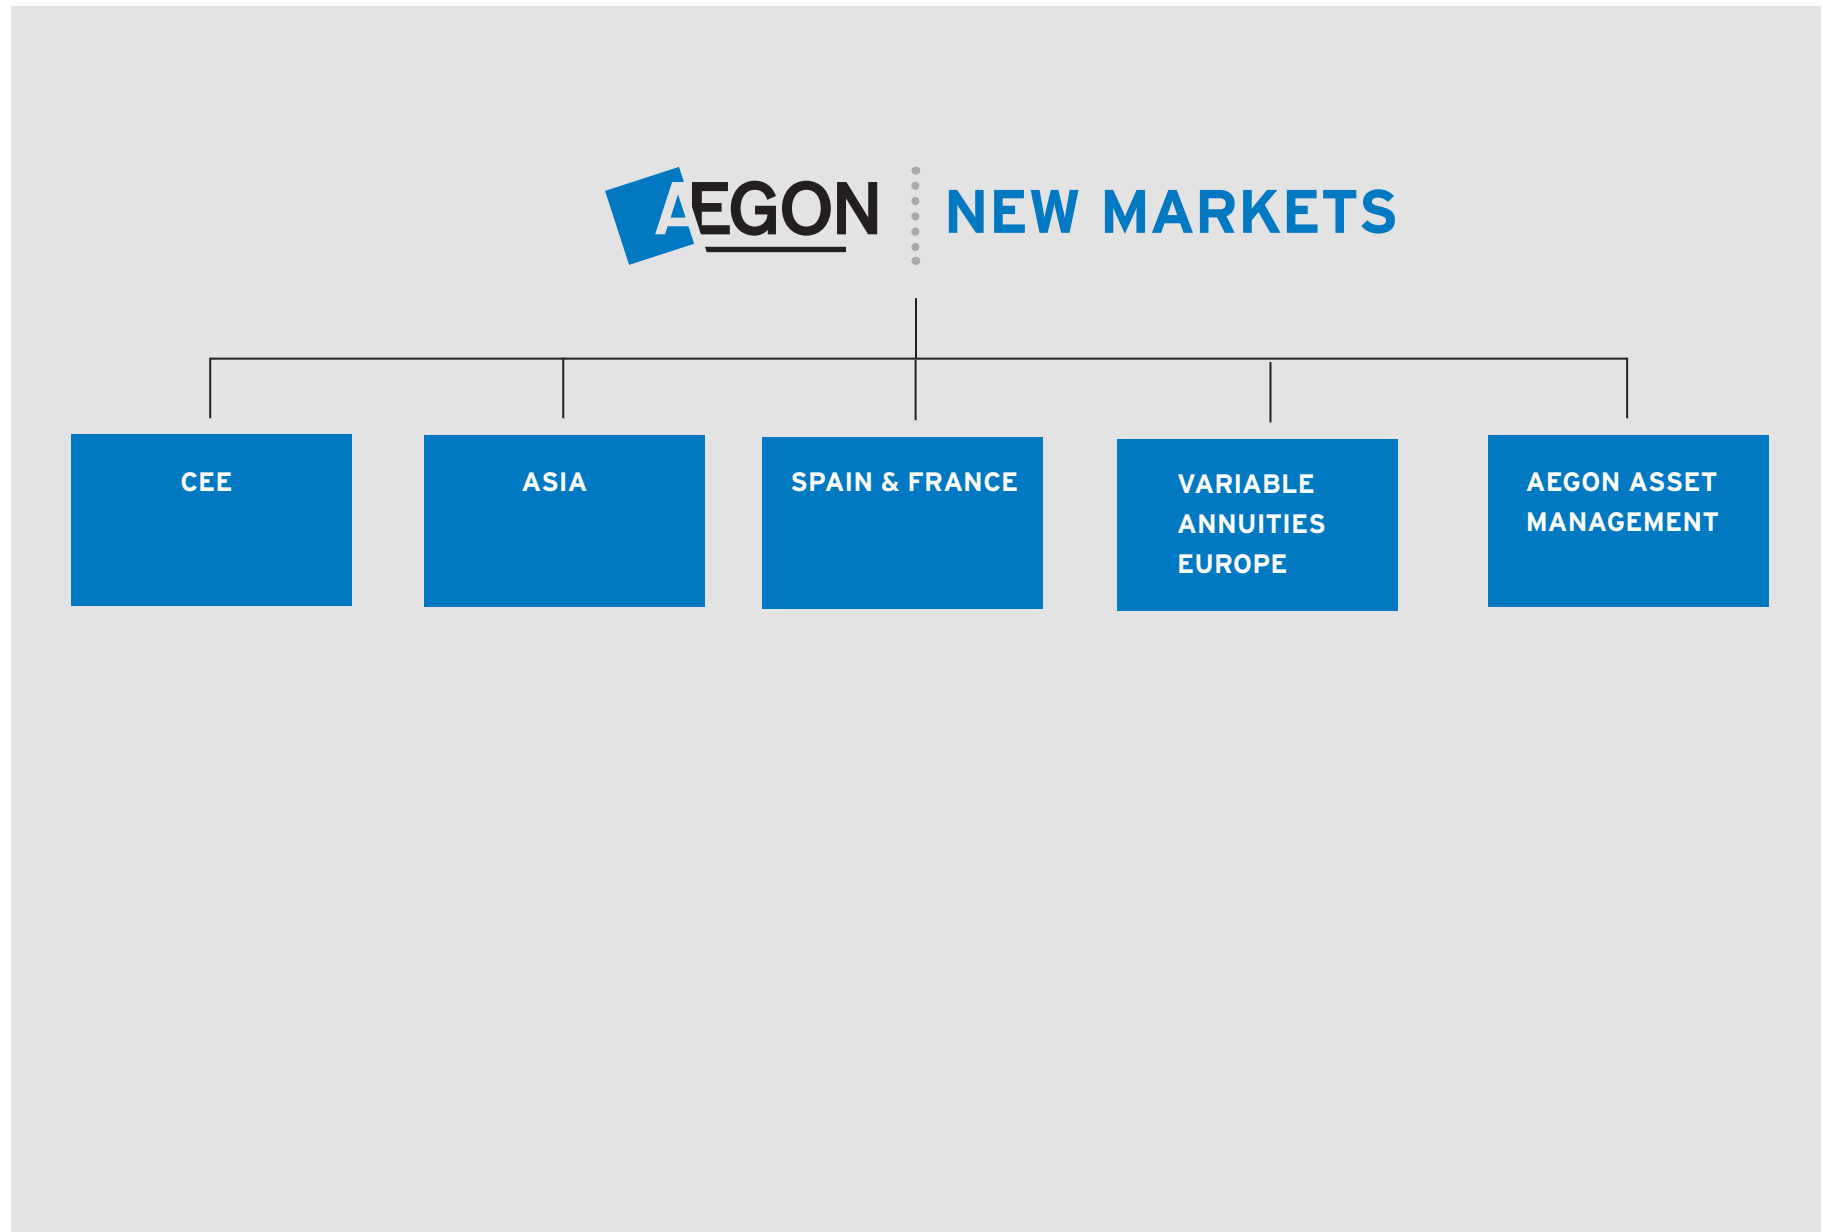 AEGON NEW MARKETS
CEE
ASIA
SPAIN & FRANCE
VARIABLE
ANNUITIES
EUROPE
AEGON ASSET
MANAGEMENT